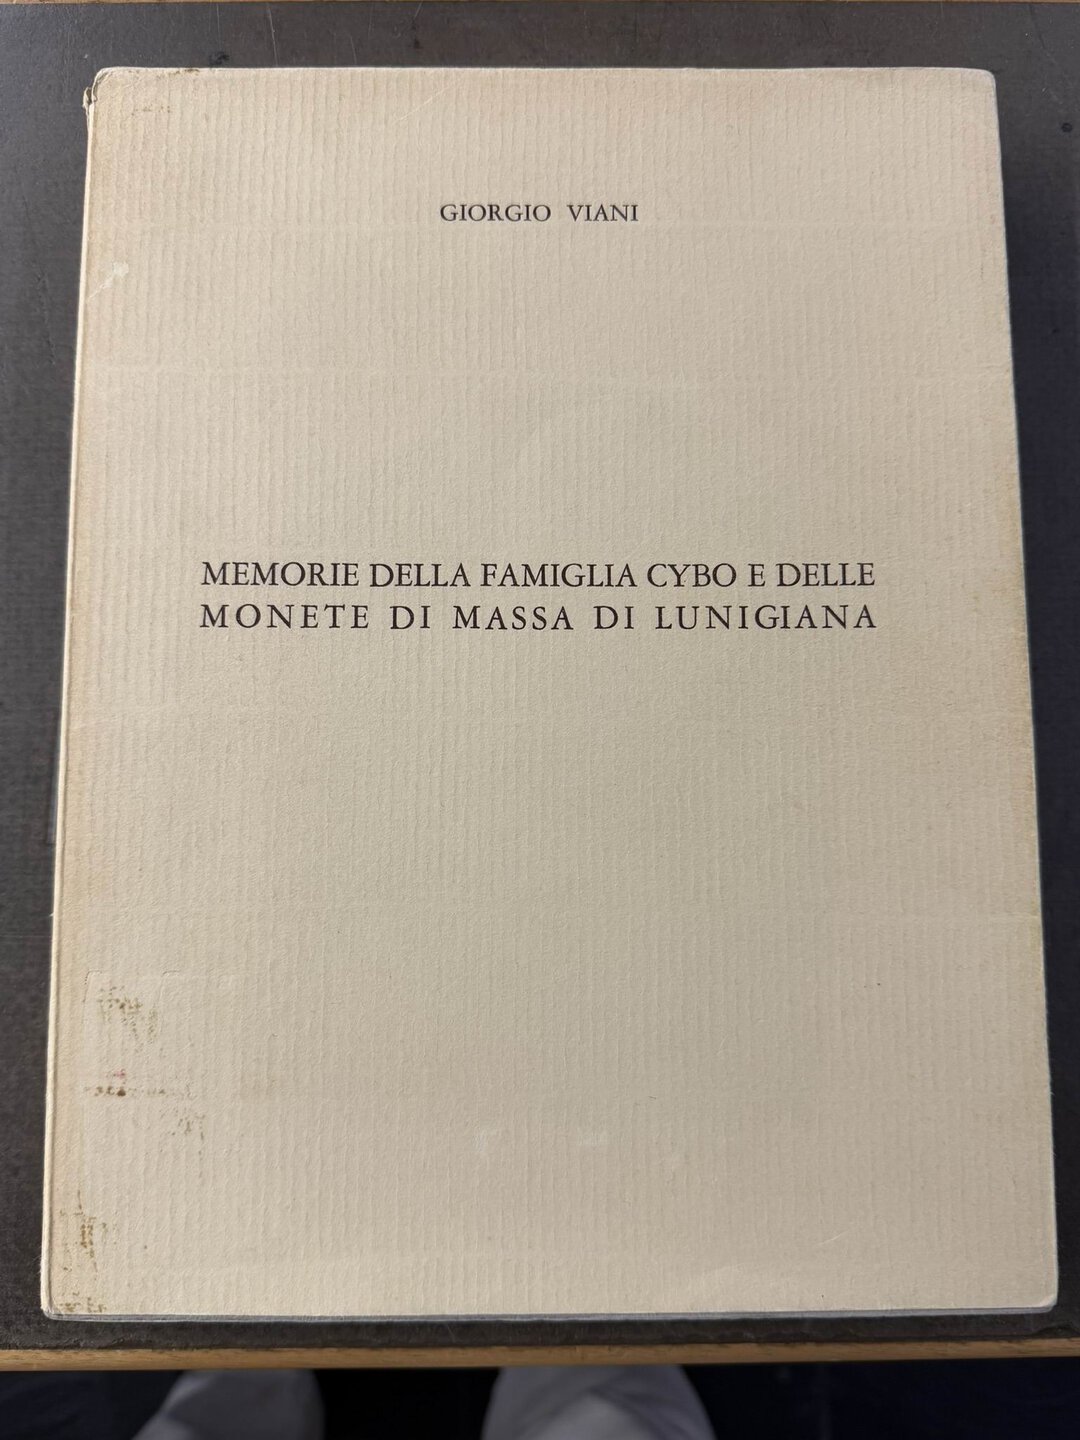 GIORGIO VIANI
MEMORIE DELLA FAMIGLIA CYBO E DELLE
MONETE DI MASSA DI LUNIGIANA